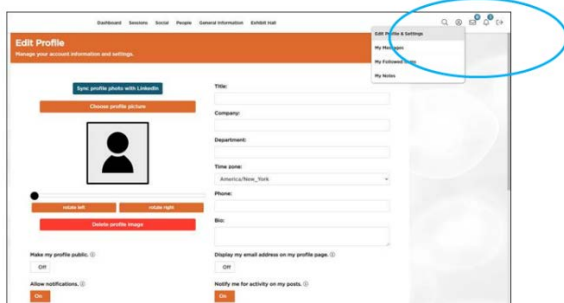 Dashboard Sessions Social People General Information Exhibit Hall
Edit Profile & Settings
My Messages
My Followed
My Notes
Edit Profile
Manage your account information and settings.
Sync profile photo with LinkedIn
Choose profile picture
rotate left rotate right
Delete profile image
Title:
Company:
Department:
Time zone:
America/New_York
Phone:
Bio:
Make my profile public.
Off
Display my email address on my profile page.
Off
Allow notifications.
On
Notify me for activity on my posts.
On